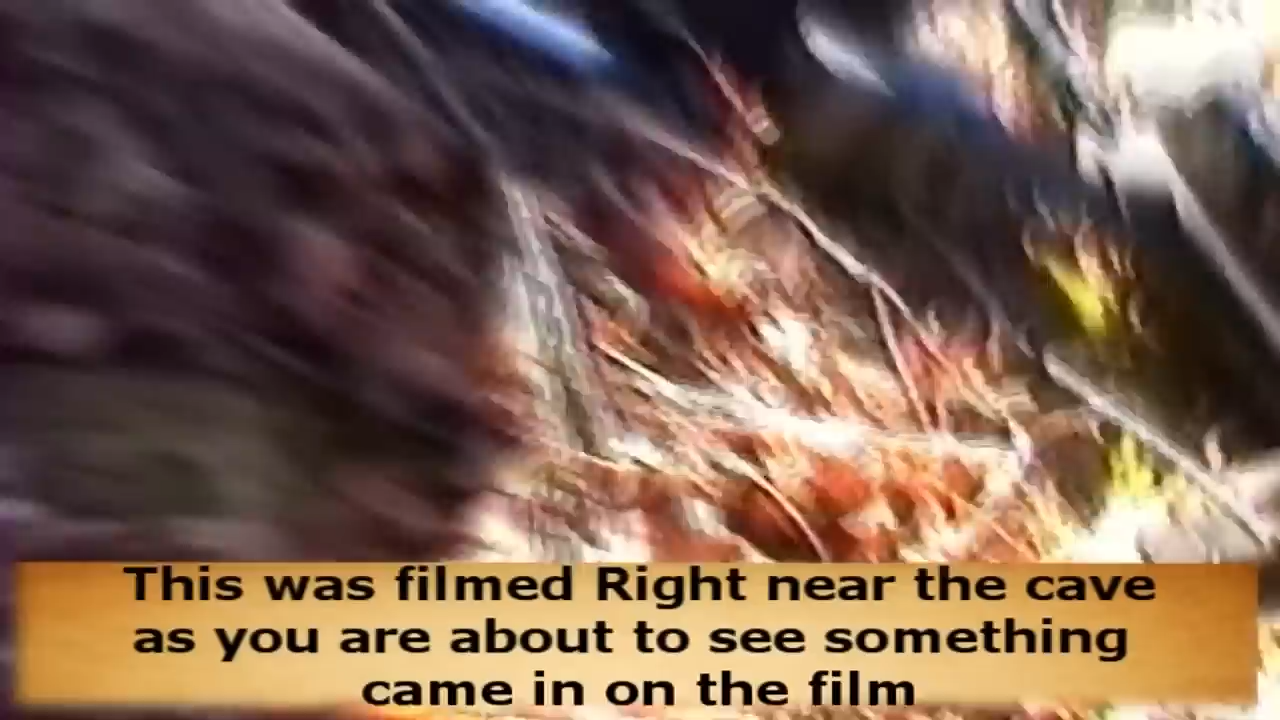 This was filmed Right near the cave
as you are about to see something
came in on the film